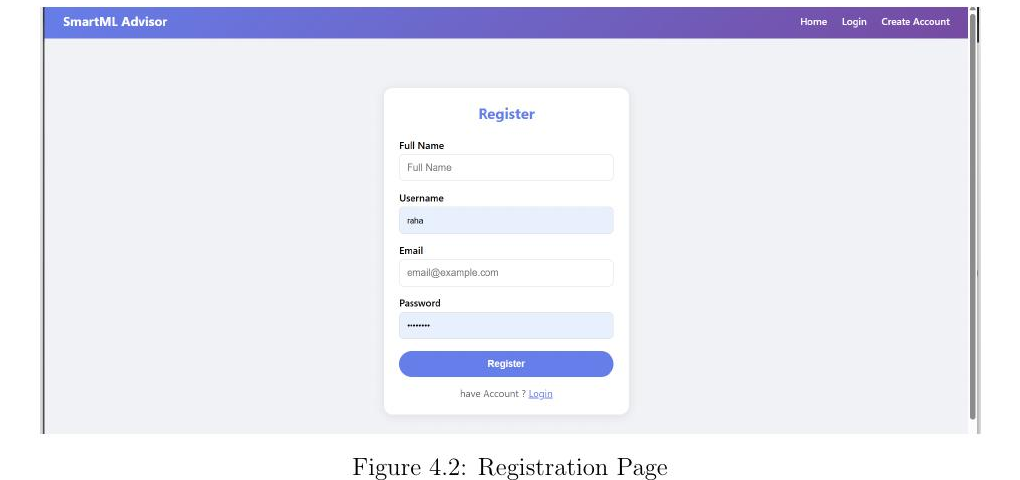 SmartML Advisor
Home Login Create Account
Register
Full Name
Full Name
Username
raha
Email
email@example.com
Password
••••••••
Register
have Account ? Login
Figure 4.2: Registration Page